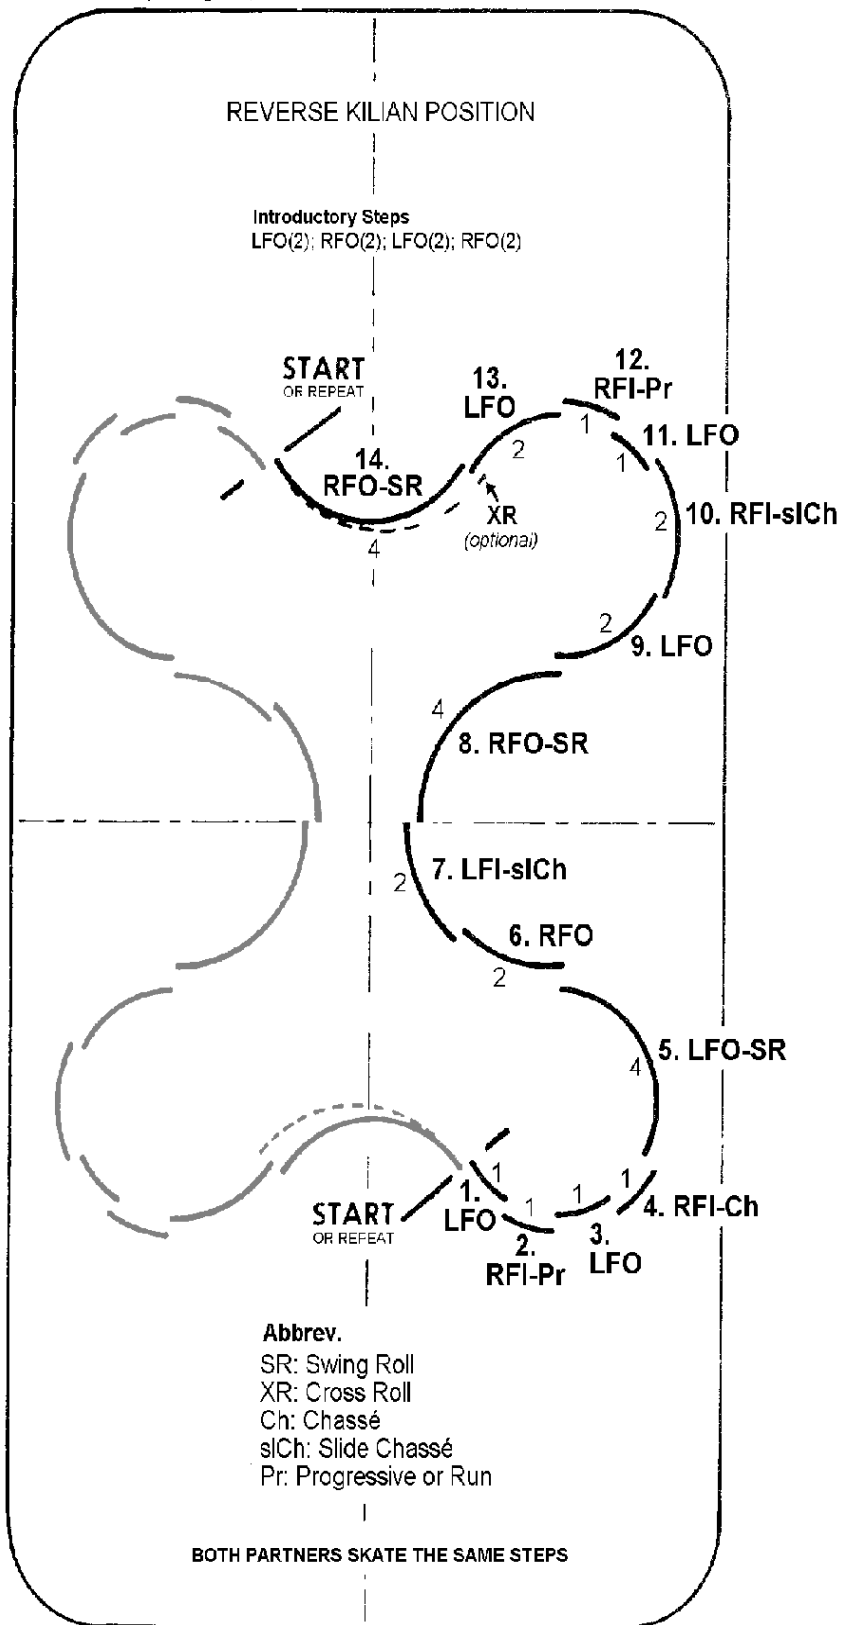 REVERSE KILIAN POSITION
Introductory Steps
LFO(2); RFO(2); LFO(2); RFO(2)
START
OR REPEAT
14.
RFO-SR
4
13.
LFO
2
12.
RFI-Pr
1
11. LFO
1
XR
(optional)
10. RFI-slCh
2
9. LFO
2
8. RFO-SR
4
7. LFI-slCh
2
6. RFO
2
5. LFO-SR
4
4. RFI-Ch
1
3.
LFO
1
2.
RFI-Pr
1
1.
LFO
1
START
OR REPEAT
Abbrev.
SR: Swing Roll
XR: Cross Roll
Ch: Chassé
slCh: Slide Chassé
Pr: Progressive or Run
BOTH PARTNERS SKATE THE SAME STEPS